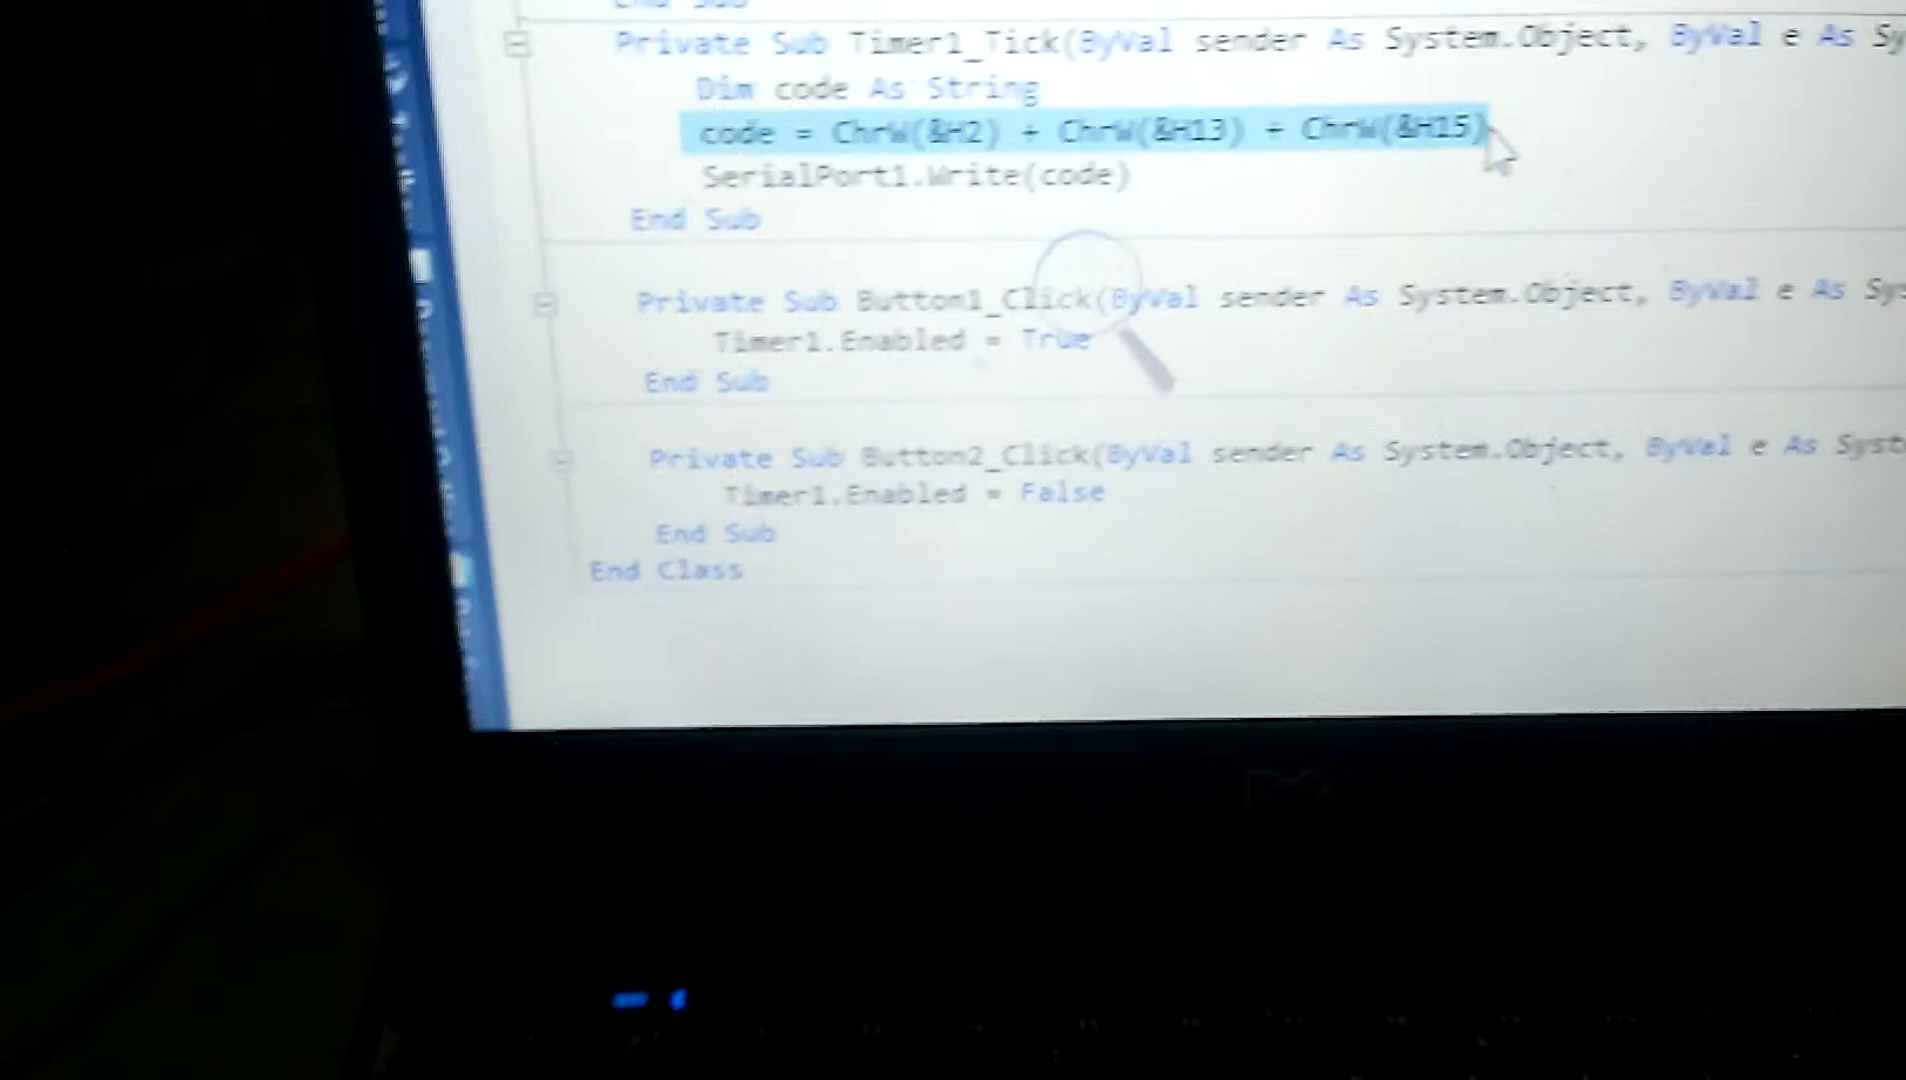 End Sub
Private Sub Timer1_Tick(ByVal sender As System.Object, ByVal e As Sy
Dim code As String
code = ChrW(&H2) + ChrW(&H13) + ChrW(&H15)
SerialPort1.Write(code)
End Sub
Private Sub Button1_Click(ByVal sender As System.Object, ByVal e As Sys
Timer1.Enabled = True
End Sub
Private Sub Button2_Click(ByVal sender As System.Object, ByVal e As Syst
Timer1.Enabled = False
End Sub
End Class